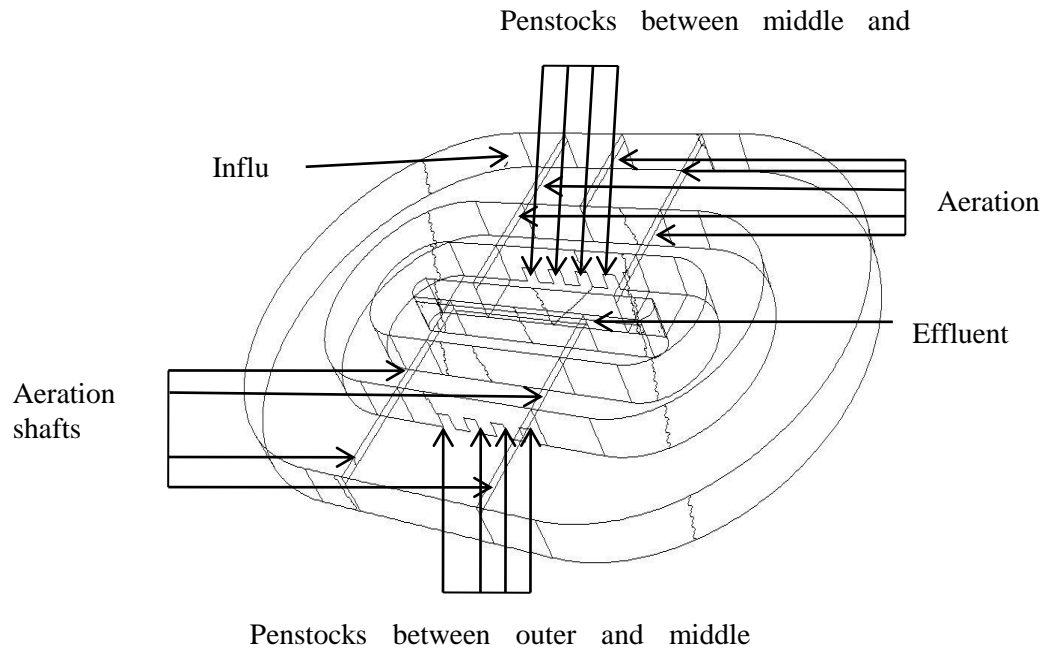 Penstocks between middle and
Influ
Aeration
Effluent
Aeration
shafts
Penstocks between outer and middle